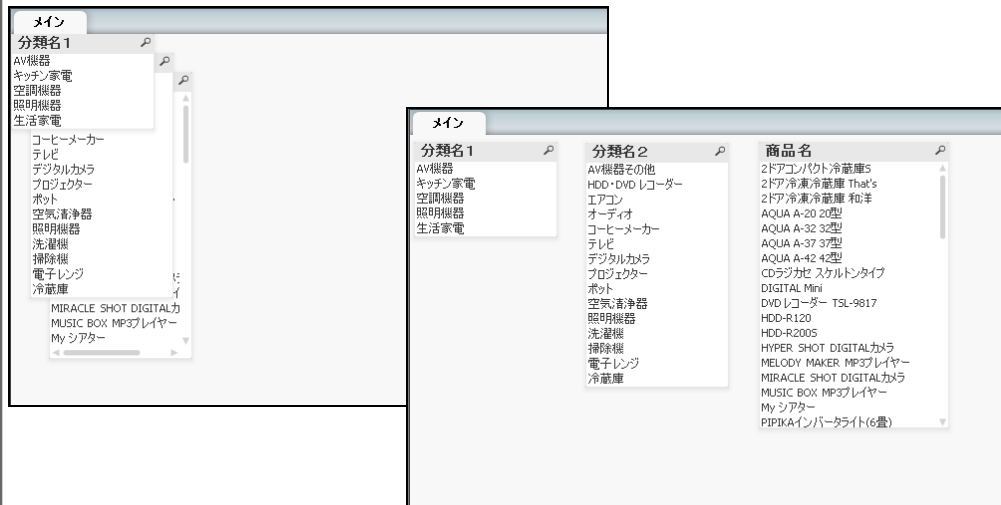 メイン
分類名1
AV機器
キッチン家電
空調機器
照明機器
生活家電
コーヒーメーカー
テレビ
デジタルカメラ
プロジェクター
ポット
空気清浄器
照明機器
洗濯機
掃除機
電子レンジ
冷蔵庫
MIRACLE SHOT DIGITALカ
MUSIC BOX MP3プレイヤー
My シアター
メイン
分類名1
AV機器
キッチン家電
空調機器
照明機器
生活家電
分類名2
AV機器その他
HDD・DVD レコーダー
エアコン
オーディオ
コーヒーメーカー
テレビ
デジタルカメラ
プロジェクター
ポット
空気清浄器
照明機器
洗濯機
掃除機
電子レンジ
冷蔵庫
商品名
2ドアコンパクト冷蔵庫S
2ドア冷凍冷蔵庫 That's
2ドア冷凍冷蔵庫 和洋
AQUA A-20 20型
AQUA A-32 32型
AQUA A-37 37型
AQUA A-42 42型
CDラジカセ スケルトンタイプ
DIGITAL Mini
DVD レコーダー TSL-9817
HDD-R120
HDD-R200S
HYPER SHOT DIGITALカメラ
MELODY MAKER MP3プレイヤー
MIRACLE SHOT DIGITALカメラ
MUSIC BOX MP3プレイヤー
My シアター
PIPIKAインバータライト(6畳)